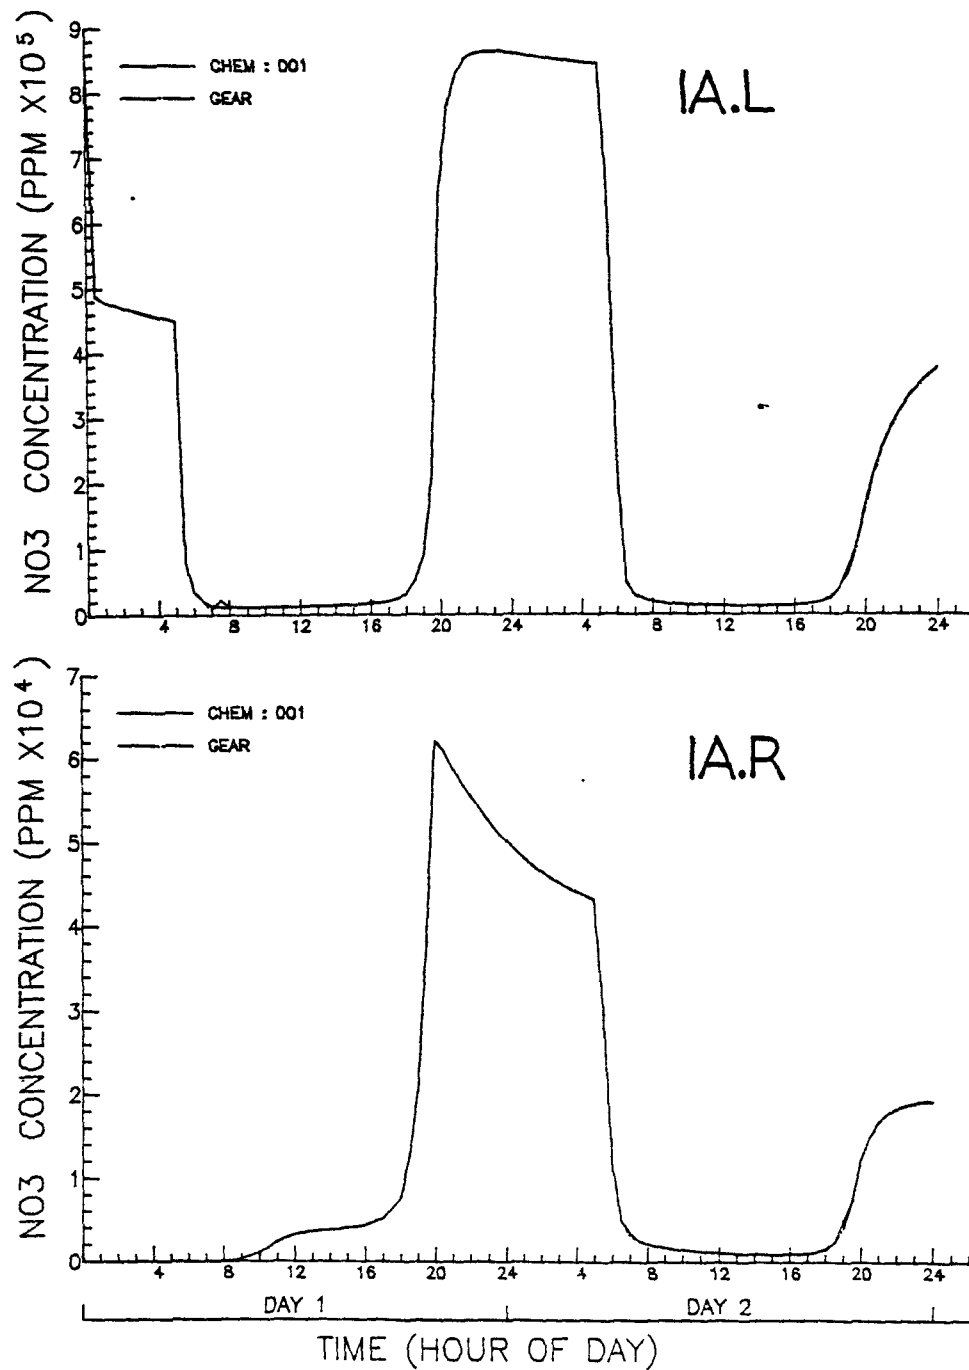 NO3 CONCENTRATION (PPM X10⁵)
9
8
7
6
5
4
3
2
1
0
CHEM : 001
GEAR
IA.L
4 8 12 16 20 24 4 8 12 16 20 24
NO3 CONCENTRATION (PPM X10⁴)
7
6
5
4
3
2
1
0
CHEM : 001
GEAR
IA.R
4 8 12 16 20 24 4 8 12 16 20 24
DAY 1 DAY 2
TIME (HOUR OF DAY)